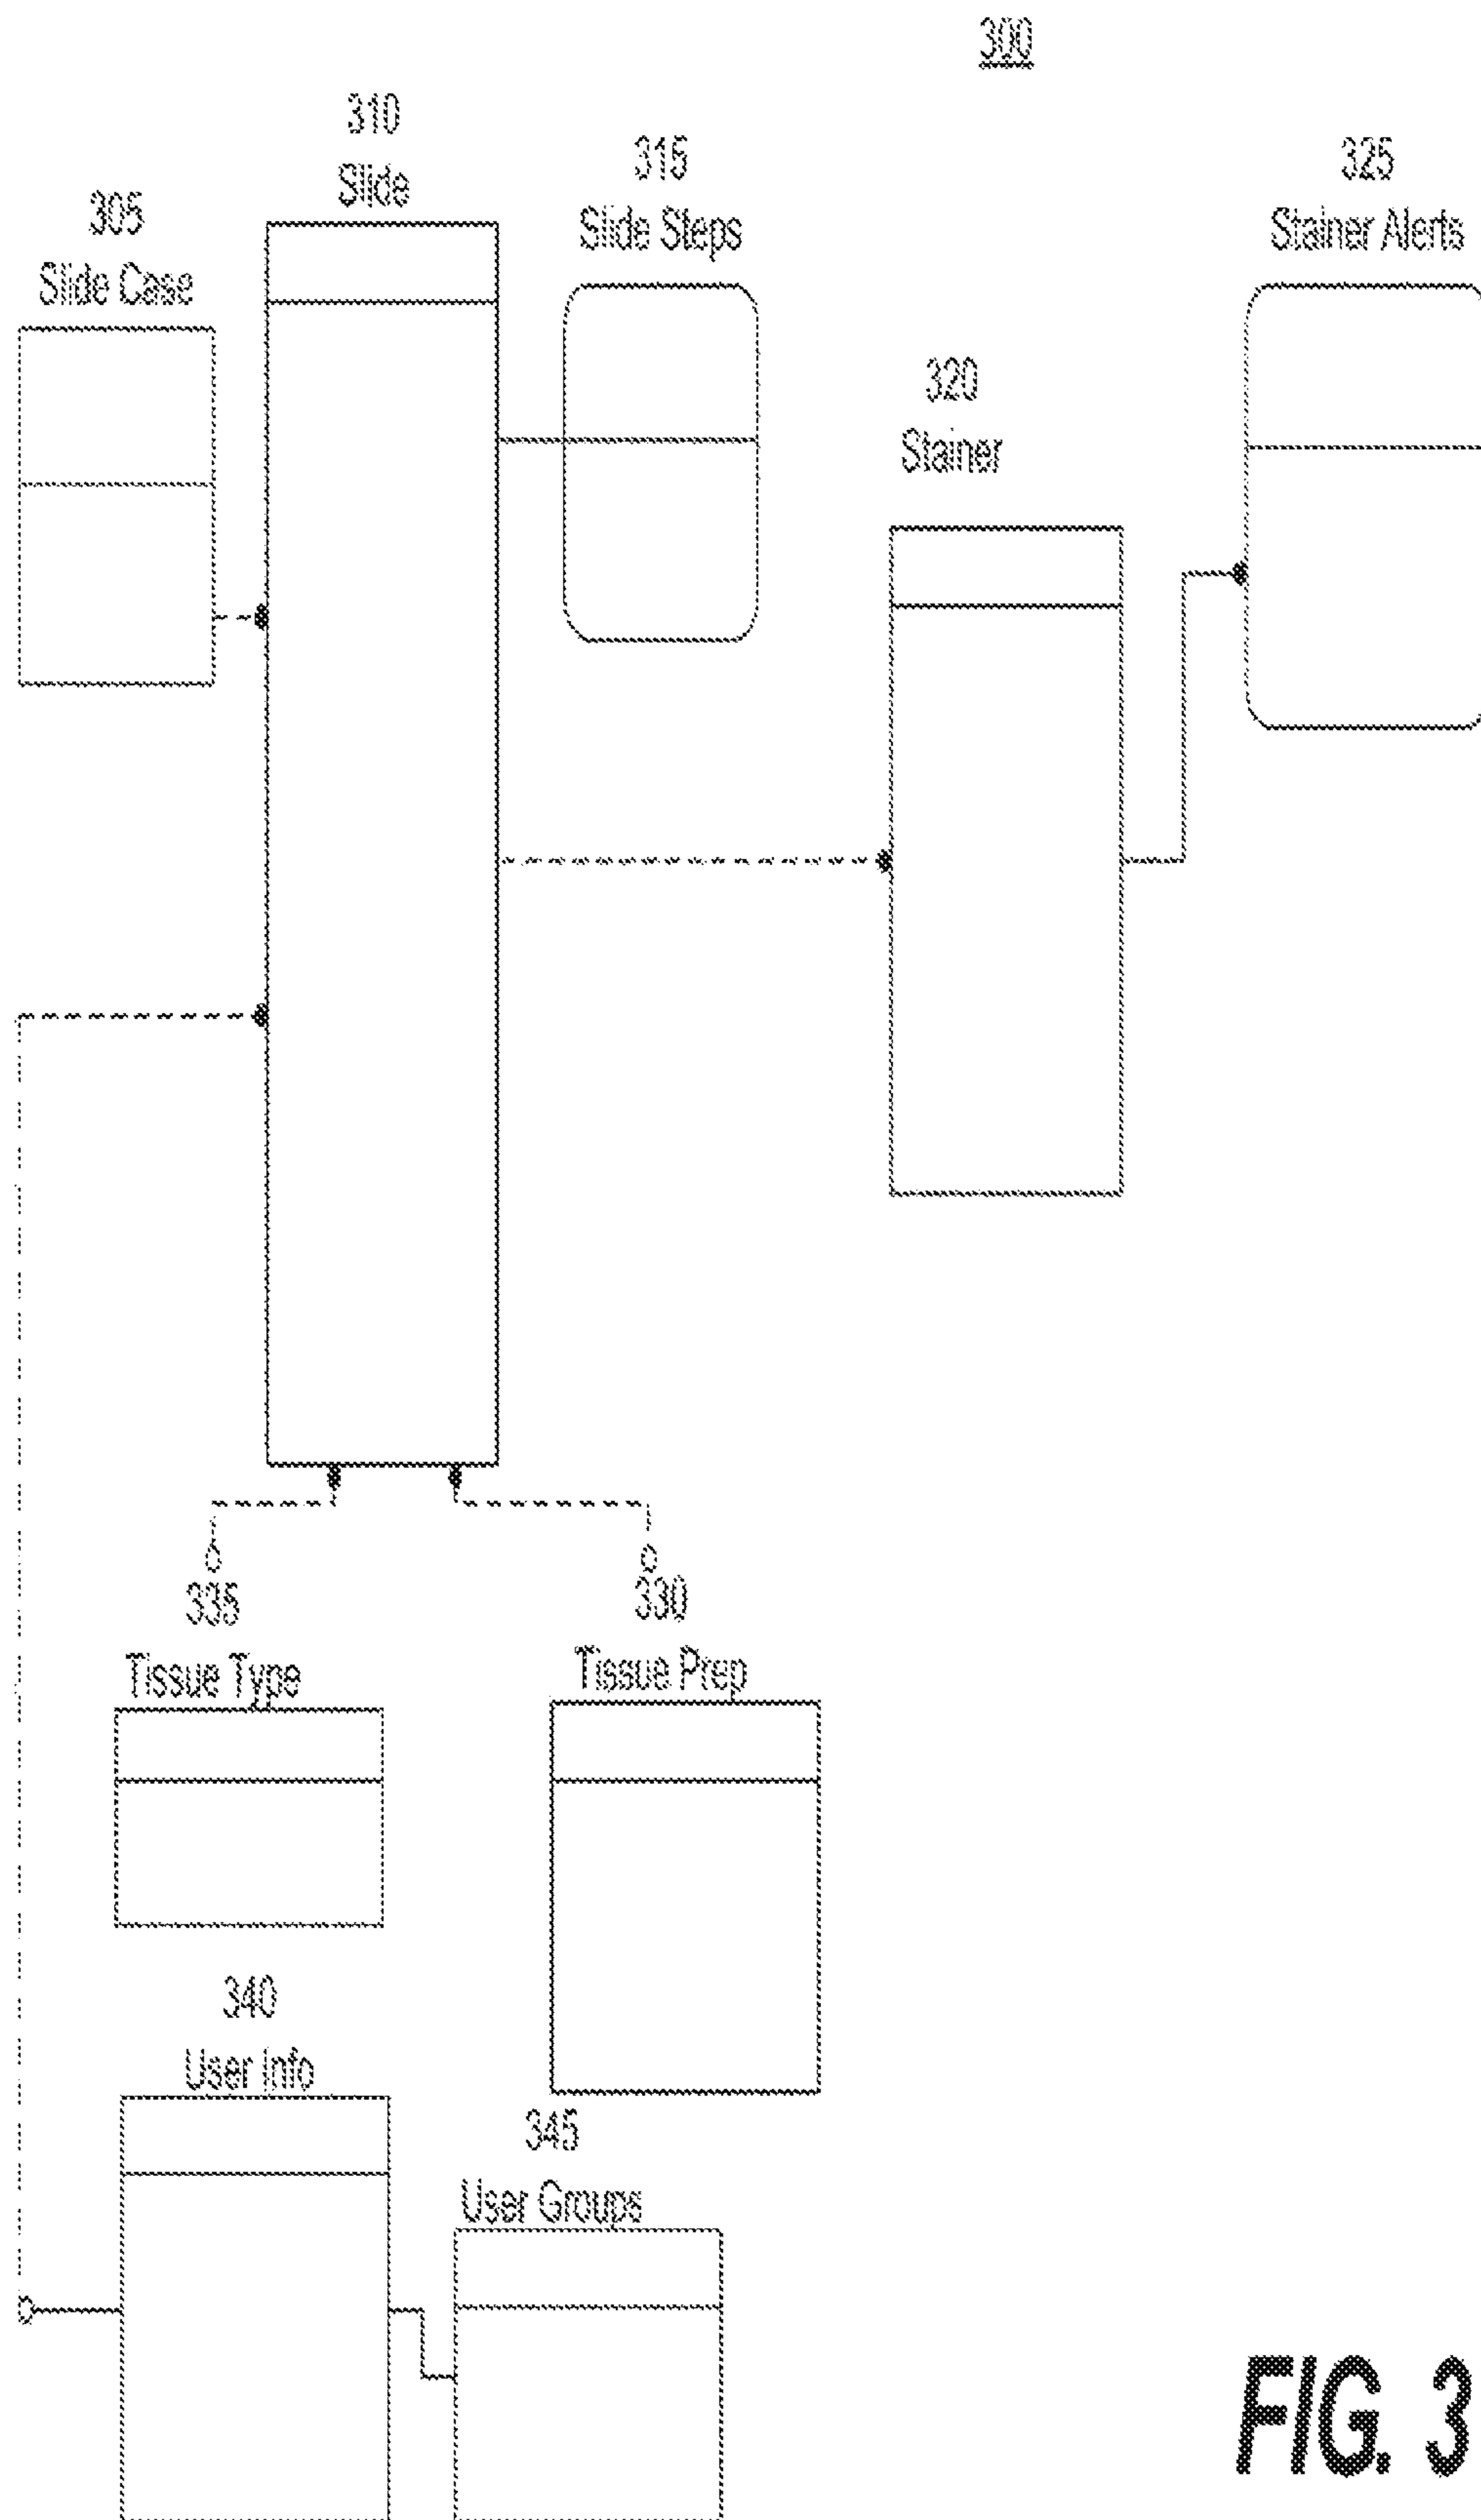 300
310
Slide
315
Slide Steps
325
Stainer Alerts
305
Slide Case
320
Stainer
335
Tissue Type
330
Tissue Prep
340
User Info
345
User Groups
FIG. 3